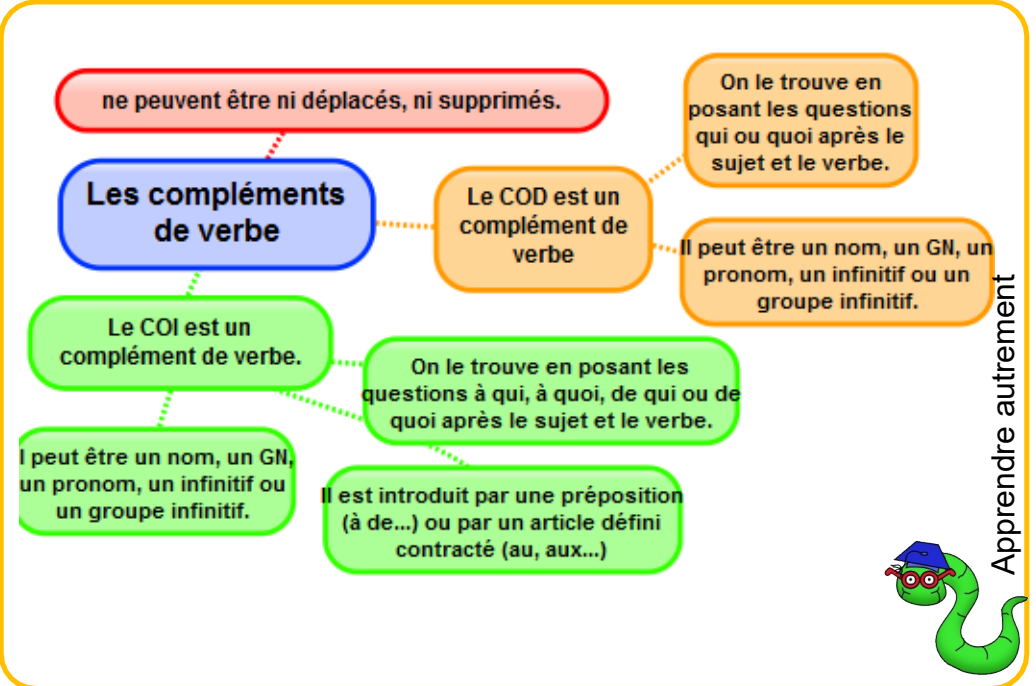 ne peuvent être ni déplacés, ni supprimés.
Les compléments
de verbe
Le COD est un
complément de
verbe
On le trouve en
posant les questions
qui ou quoi après le
sujet et le verbe.
Il peut être un nom, un GN, un
pronom, un infinitif ou un
groupe infinitif.
Le COI est un
complément de verbe.
On le trouve en posant les
questions à qui, à quoi, de qui ou de
quoi après le sujet et le verbe.
l peut être un nom, un GN,
un pronom, un infinitif ou
un groupe infinitif.
Il est introduit par une préposition
(à de...) ou par un article défini
contracté (au, aux...)
Apprendre autrement